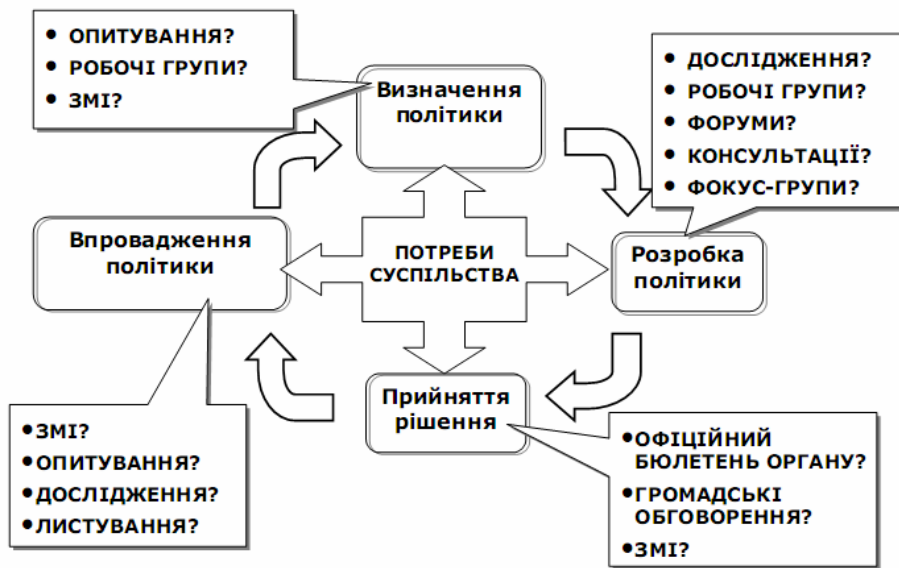 • ОПИТУВАННЯ?
• РОБОЧІ ГРУПИ?
• ЗМІ?
Визначення
політики
• ДОСЛІДЖЕННЯ?
• РОБОЧІ ГРУПИ?
• ФОРУМИ?
• КОНСУЛЬТАЦІЇ?
• ФОКУС-ГРУПИ?
Впровадження
політики
ПОТРЕБИ
СУСПІЛЬСТВА
Розробка
політики
Прийняття
рішення
• ЗМІ?
• ОПИТУВАННЯ?
• ДОСЛІДЖЕННЯ?
• ЛИСТУВАННЯ?
• ОФІЦІЙНИЙ
БЮЛЕТЕНЬ ОРГАНУ?
• ГРОМАДСЬКІ
ОБГОВОРЕННЯ?
• ЗМІ?